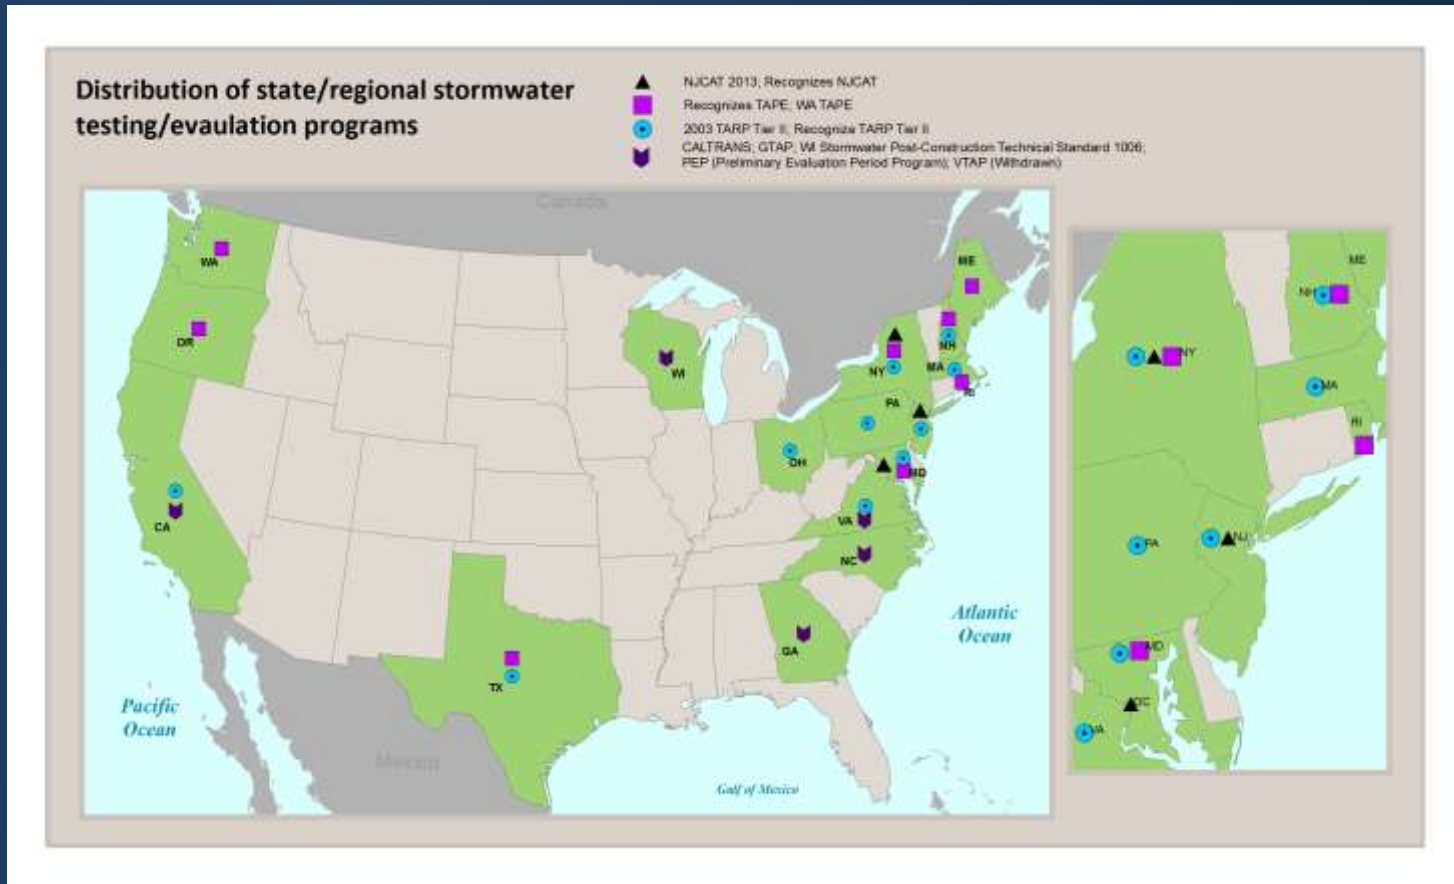 Distribution of state/regional stormwater
testing/evaulation programs
NJCAT 2013; Recognizes NJCAT
Recognizes TAPE; WA TAPE
2003 TARP Tier II; Recognize TARP Tier II
CALTRANS; GTAP; WI Stormwater Post-Construction Technical Standard 1006;
PEP (Preliminary Evaluation Period Program); VTAP (Withdrawn)
Canada
WA
OR
CA
TX
WI
OH
GA
NC
VA
MD
PA
NY
MA
NH
ME
RI
Pacific
Ocean
Mexico
Gulf of Mexico
Atlantic
Ocean
ME
NH
NY
MA
RI
PA
NJ
MD
DC
VA